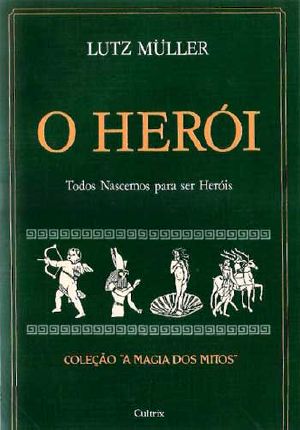 LUTZ MÜLLER
O HERÓI
Todos Nascemos para ser Heróis
COLEÇÃO "A MAGIA DOS MITOS"
Cultrix